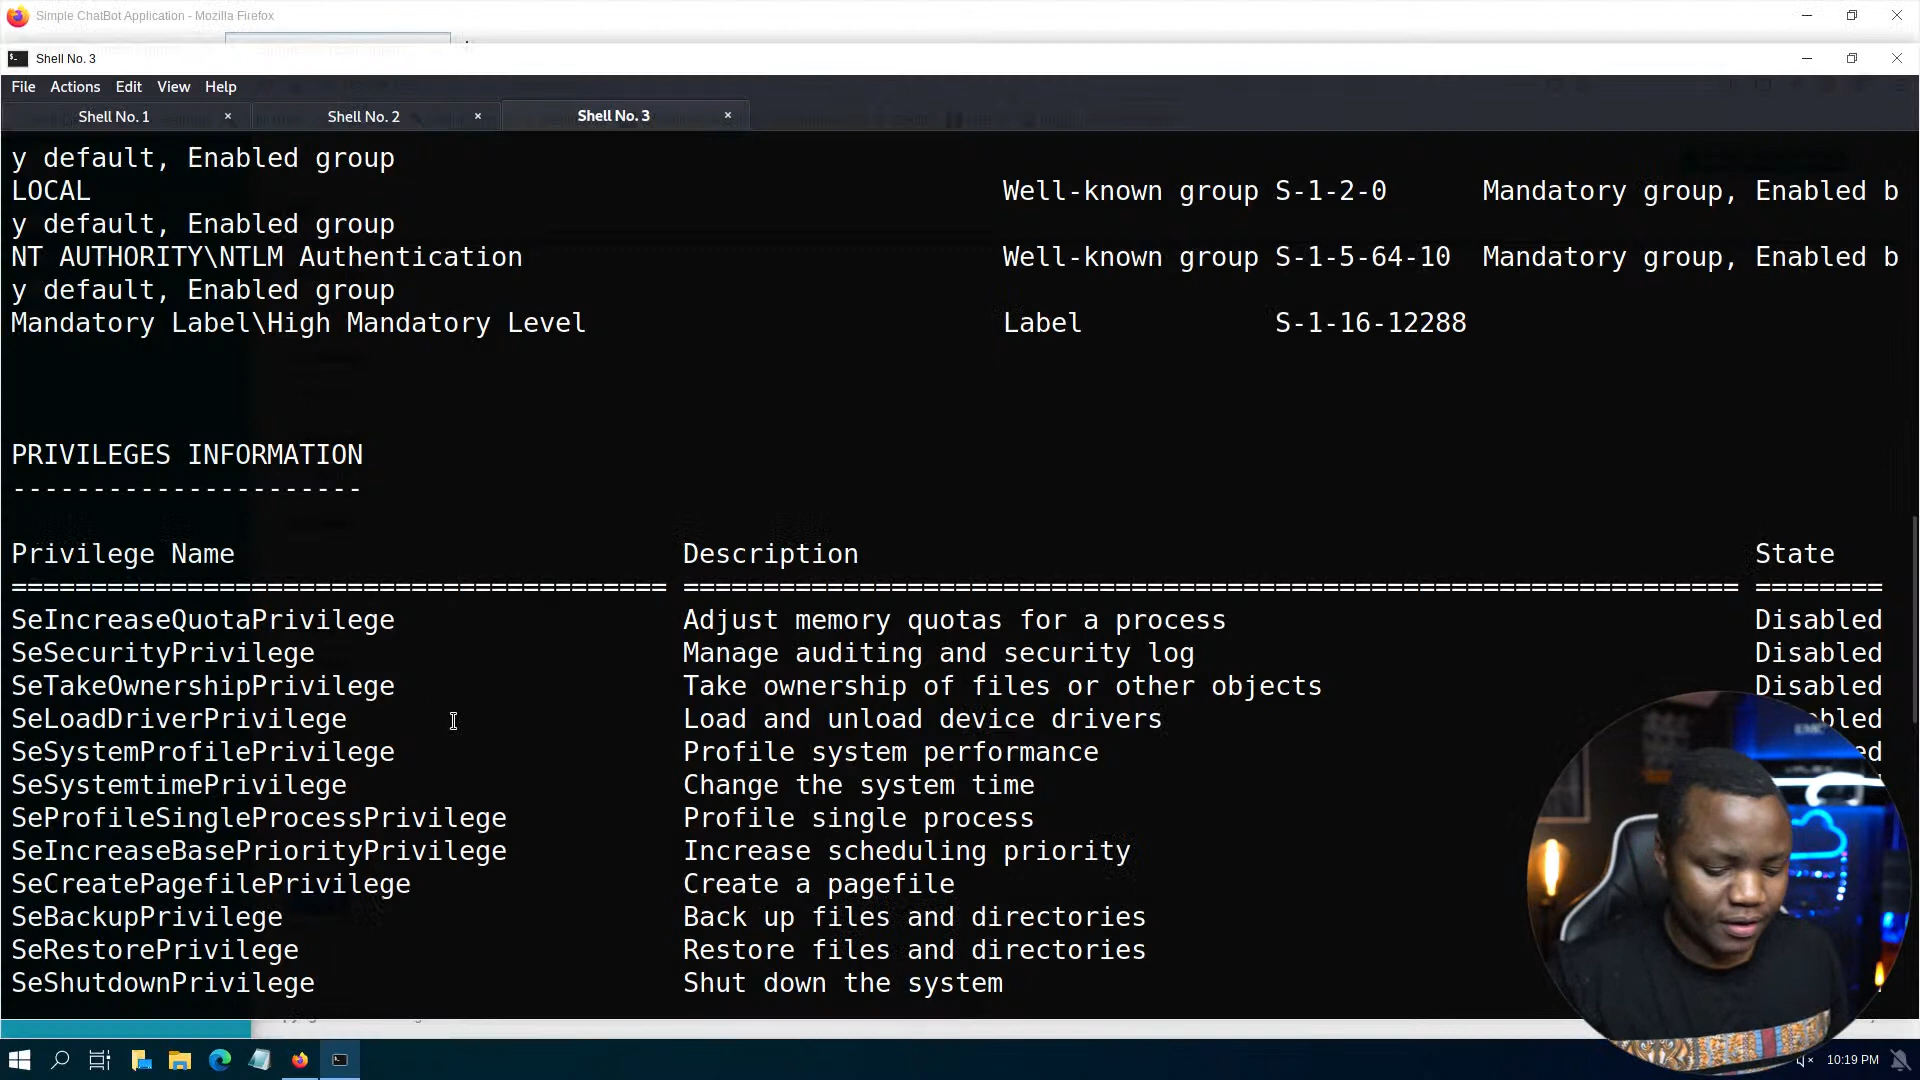 Simple ChatBot Application - Mozilla Firefox
Shell No. 3
File Actions Edit View Help
Shell No. 1 × Shell No. 2 × Shell No. 3 ×
y default, Enabled group
LOCAL Well-known group S-1-2-0 Mandatory group, Enabled b
y default, Enabled group
NT AUTHORITY\NTLM Authentication Well-known group S-1-5-64-10 Mandatory group, Enabled b
y default, Enabled group
Mandatory Label\High Mandatory Level Label S-1-16-12288
PRIVILEGES INFORMATION
----------------------
Privilege Name Description State
========================================= ================================================================== ========
SeIncreaseQuotaPrivilege Adjust memory quotas for a process Disabled
SeSecurityPrivilege Manage auditing and security log Disabled
SeTakeOwnershipPrivilege Take ownership of files or other objects Disabled
SeLoadDriverPrivilege Load and unload device drivers
SeSystemProfilePrivilege Profile system performance
SeSystemtimePrivilege Change the system time
SeProfileSingleProcessPrivilege Profile single process
SeIncreaseBasePriorityPrivilege Increase scheduling priority
SeCreatePagefilePrivilege Create a pagefile
SeBackupPrivilege Back up files and directories
SeRestorePrivilege Restore files and directories
SeShutdownPrivilege Shut down the system
10:19 PM